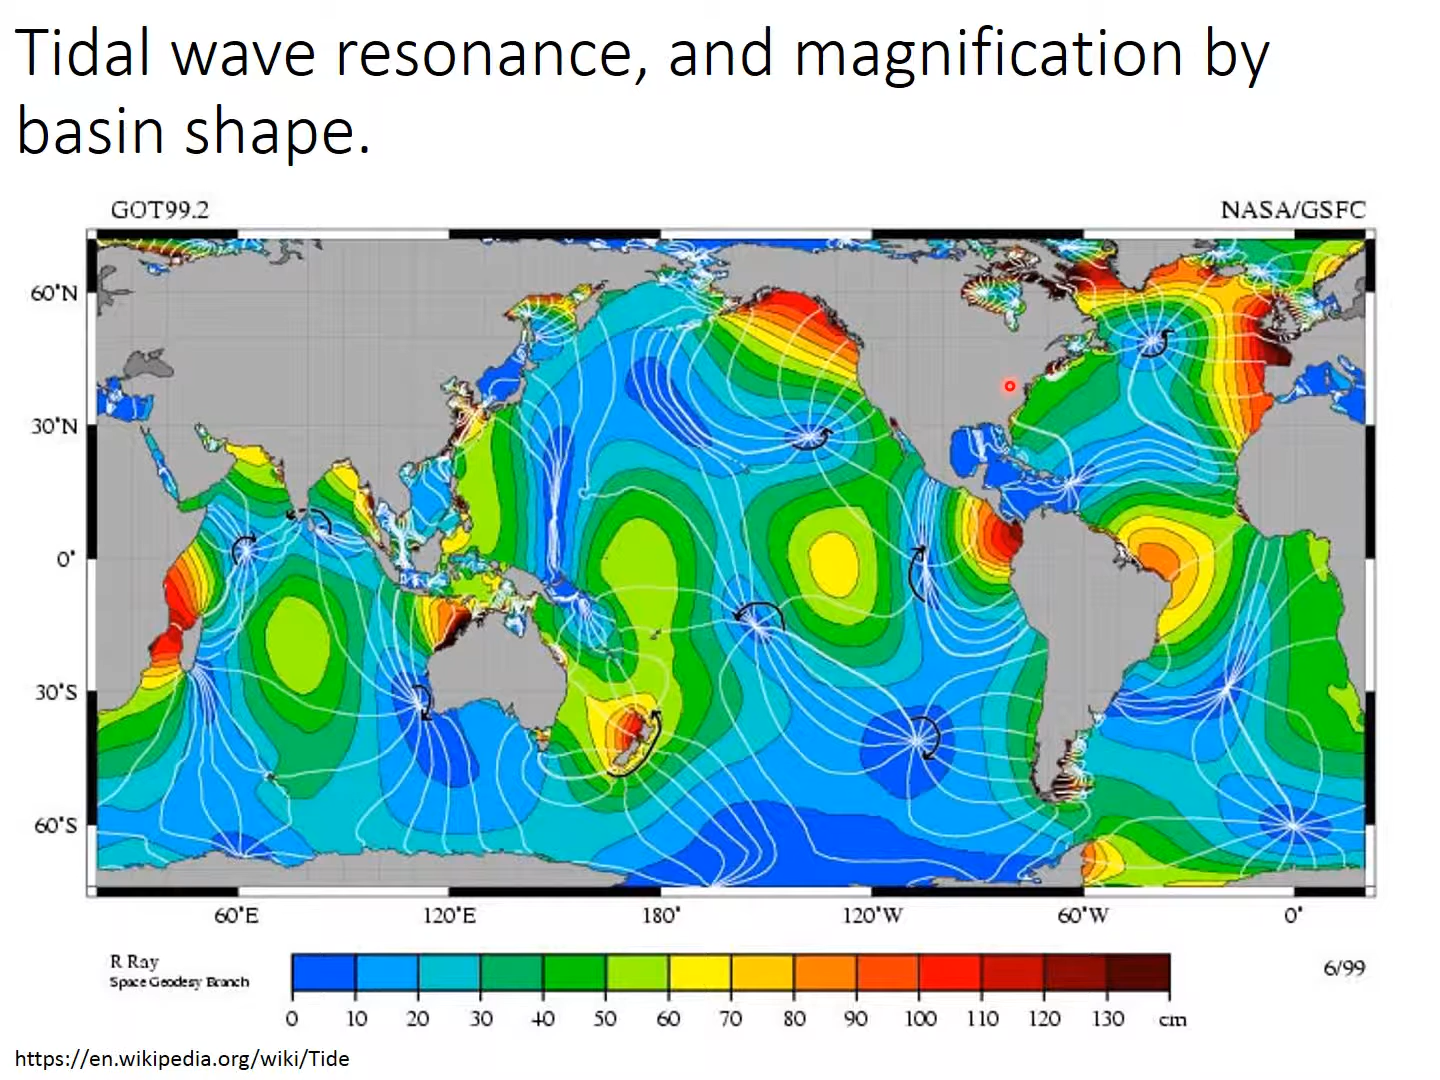 Tidal wave resonance, and magnification by
basin shape.
GOT99.2
NASA/GSFC
60°N
30°N
0°
30°S
60°S
60°E 120°E 180° 120°W 60°W 0°
R Ray
Space Geodesy Branch
6/99
0 10 20 30 40 50 60 70 80 90 100 110 120 130 cm
https://en.wikipedia.org/wiki/Tide